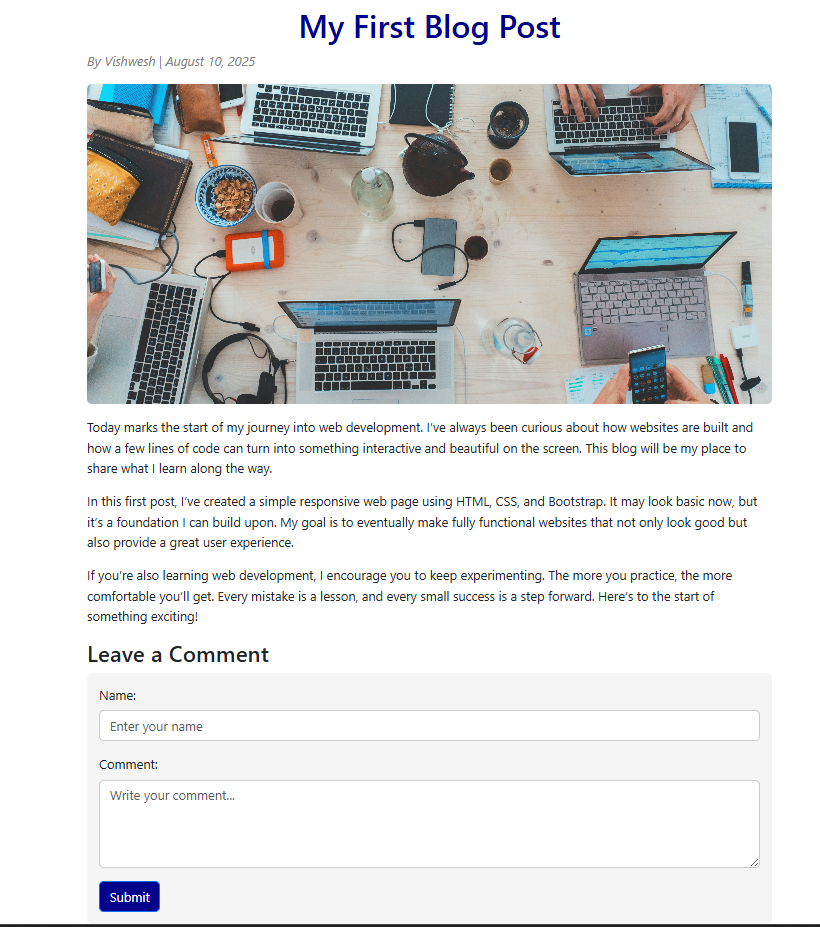 My First Blog Post
By Vishwesh | August 10, 2025
Today marks the start of my journey into web development. I've always been curious about how websites are built and
how a few lines of code can turn into something interactive and beautiful on the screen. This blog will be my place to
share what I learn along the way.
In this first post, I've created a simple responsive web page using HTML, CSS, and Bootstrap. It may look basic now, but
it's a foundation I can build upon. My goal is to eventually make fully functional websites that not only look good but
also provide a great user experience.
If you're also learning web development, I encourage you to keep experimenting. The more you practice, the more
comfortable you'll get. Every mistake is a lesson, and every small success is a step forward. Here's to the start of
something exciting!
Leave a Comment
Name:
Enter your name
Comment:
Write your comment...
Submit